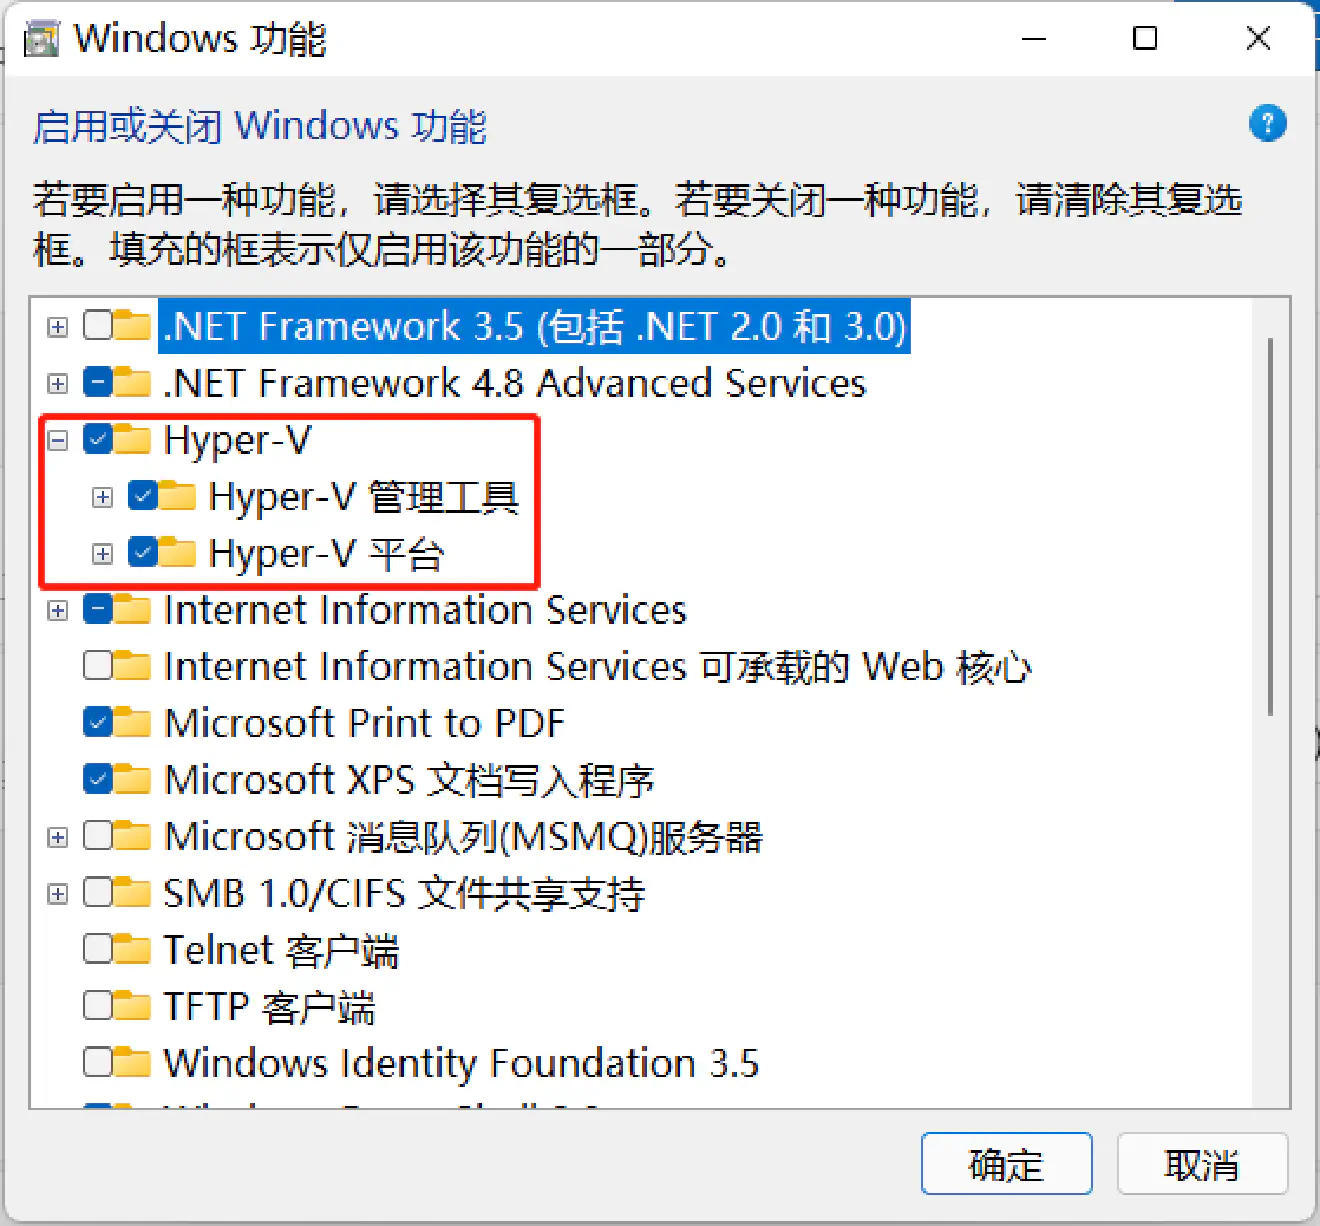 Windows 功能
启用或关闭 Windows 功能
若要启用一种功能，请选择其复选框。若要关闭一种功能，请清除其复选
框。填充的框表示仅启用该功能的一部分。
.NET Framework 3.5 (包括 .NET 2.0 和 3.0)
.NET Framework 4.8 Advanced Services
Hyper-V
Hyper-V 管理工具
Hyper-V 平台
Internet Information Services
Internet Information Services 可承载的 Web 核心
Microsoft Print to PDF
Microsoft XPS 文档写入程序
Microsoft 消息队列(MSMQ)服务器
SMB 1.0/CIFS 文件共享支持
Telnet 客户端
TFTP 客户端
Windows Identity Foundation 3.5
确定
取消